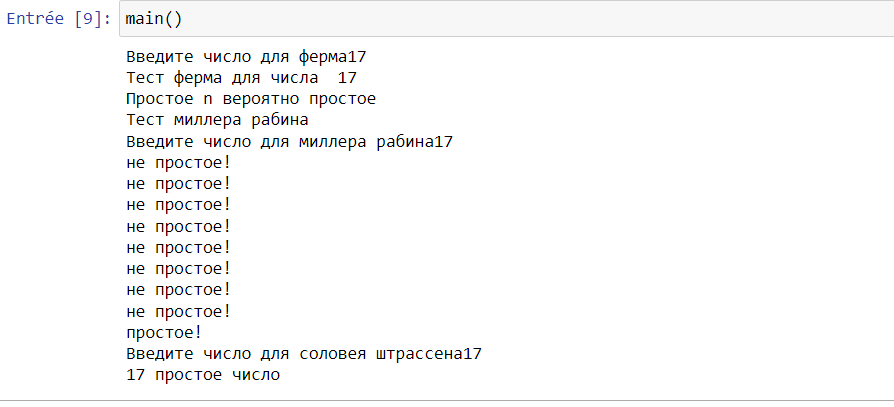 Entrée [9]: main()
Введите число для ферма17
Тест ферма для числа  17
Простое n вероятно простое
Тест миллера рабина
Введите число для миллера рабина17
не простое!
не простое!
не простое!
не простое!
не простое!
не простое!
не простое!
не простое!
простое!
Введите число для соловея штрассена17
17 простое число